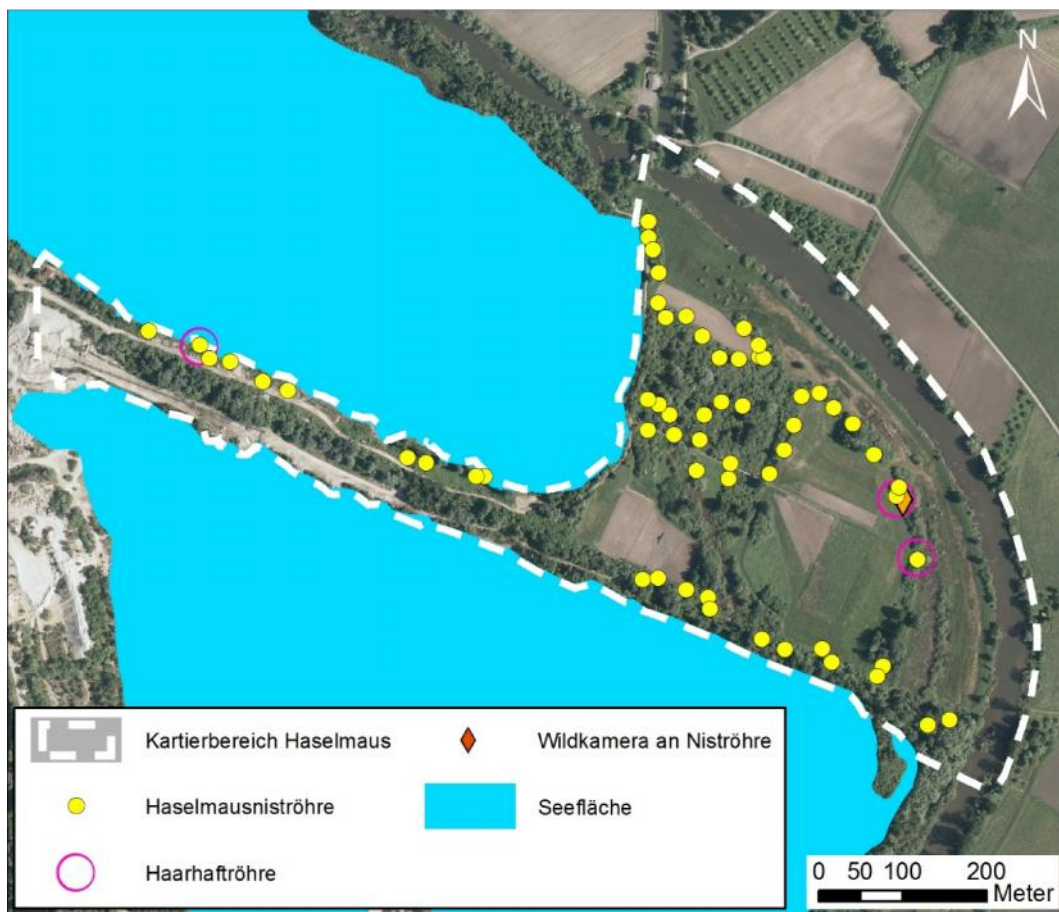 N
Kartierbereich Haselmaus
Wildkamera an Niströhre
Haselmausniströhre
Seefläche
Haarhaftröhre
0 50 100 200
Meter